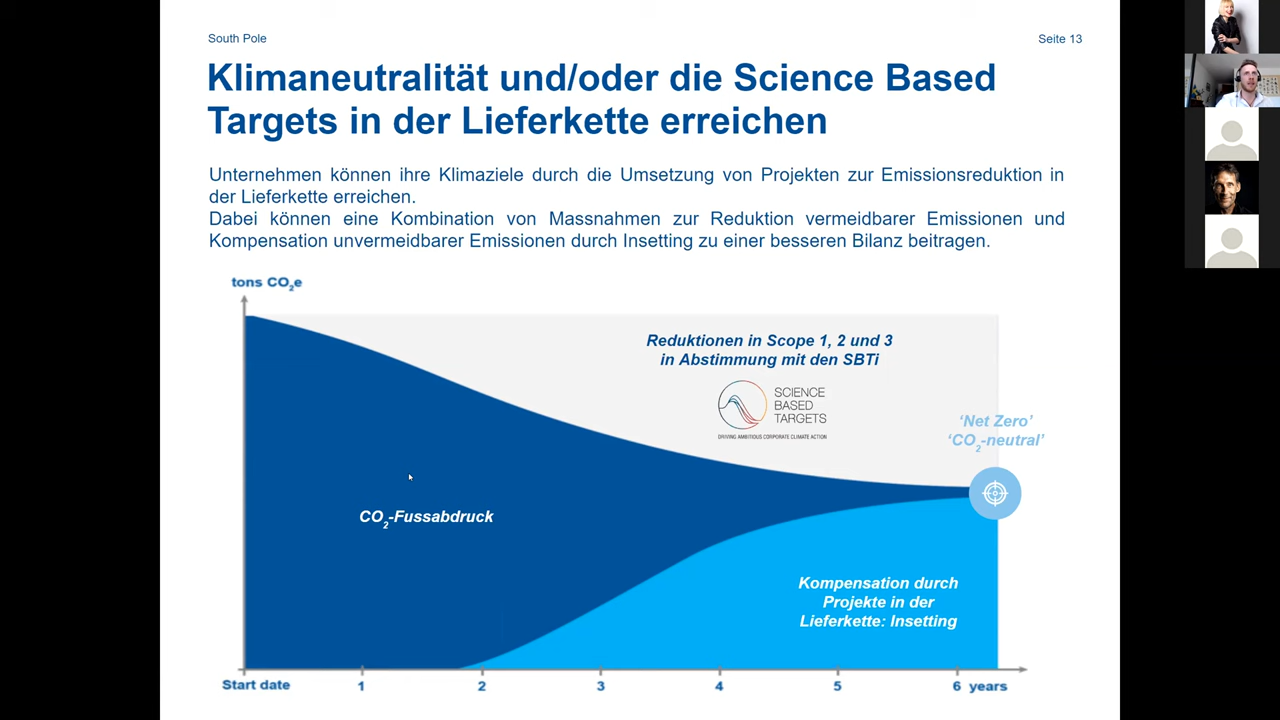 South Pole
Seite 13
Klimaneutralität und/oder die Science Based
Targets in der Lieferkette erreichen
Unternehmen können ihre Klimaziele durch die Umsetzung von Projekten zur Emissionsreduktion in
der Lieferkette erreichen.
Dabei können eine Kombination von Massnahmen zur Reduktion vermeidbarer Emissionen und
Kompensation unvermeidbarer Emissionen durch Insetting zu einer besseren Bilanz beitragen.
tons CO₂e
Reduktionen in Scope 1, 2 und 3
in Abstimmung mit den SBTi
SCIENCE
BASED
TARGETS
DRIVING AMBITIOUS CORPORATE CLIMATE ACTION
‘Net Zero’
‘CO₂-neutral’
CO₂-Fussabdruck
Kompensation durch
Projekte in der
Lieferkette: Insetting
Start date 1 2 3 4 5 6 years